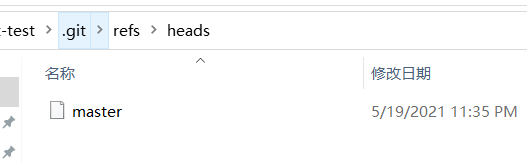 -test > .git > refs > heads
名称 修改日期
master 5/19/2021 11:35 PM